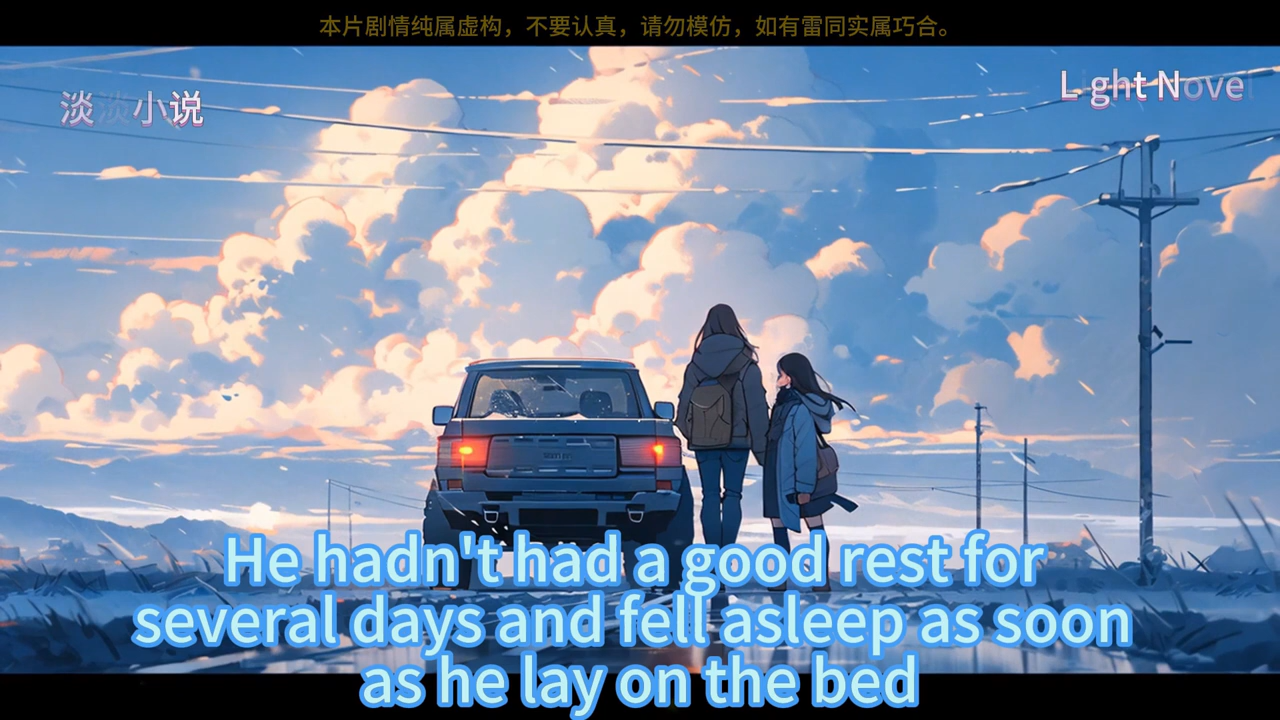 本片剧情纯属虚构，不要认真，请勿模仿，如有雷同实属巧合。
淡淡小说
Light Novel
He hadn't had a good rest for
several days and fell asleep as soon
as he lay on the bed